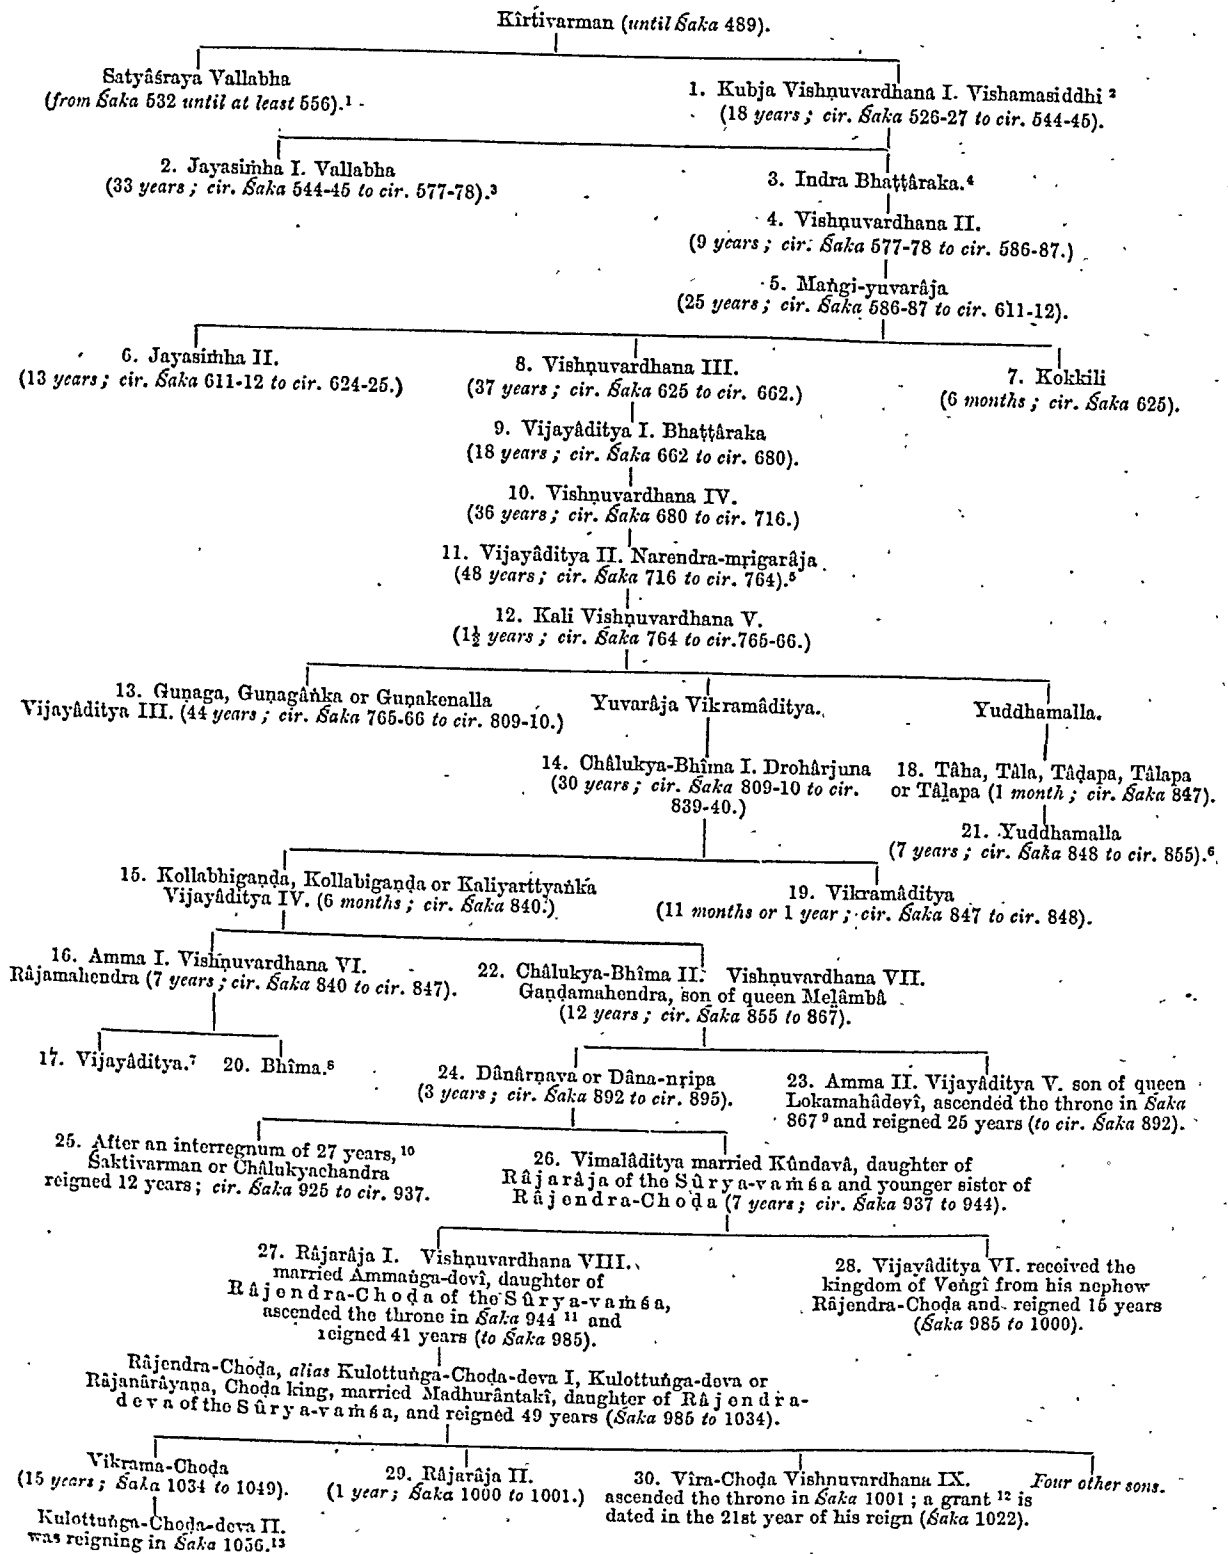 Kîrtivarman (until Śaka 489).
Satyâśraya Vallabha
(from Śaka 532 until at least 556).¹
1. Kubja Vishṇuvardhana I. Vishamasiddhi ²
(18 years; cir. Śaka 526-27 to cir. 544-45).
2. Jayasiṁha I. Vallabha
(33 years; cir. Śaka 544-45 to cir. 577-78).³
3. Indra Bhaṭṭâraka.⁴
4. Vishṇuvardhana II.
(9 years; cir. Śaka 577-78 to cir. 586-87.)
5. Maṅgi-yuvarâja
(25 years; cir. Śaka 586-87 to cir. 611-12).
6. Jayasiṁha II.
(13 years; cir. Śaka 611-12 to cir. 624-25.)
8. Vishṇuvardhana III.
(37 years; cir. Śaka 625 to cir. 662.)
7. Kokkili
(6 months; cir. Śaka 625).
9. Vijayâditya I. Bhaṭṭâraka
(18 years; cir. Śaka 662 to cir. 680).
10. Vishṇuvardhana IV.
(36 years; cir. Śaka 680 to cir. 716.)
11. Vijayâditya II. Narendra-mṛigarâja
(48 years; cir. Śaka 716 to cir. 764).⁵
12. Kali Vishṇuvardhana V.
(1½ years; cir. Śaka 764 to cir.765-66.)
13. Guṇaga, Guṇagâṅka or Guṇakenalla
Vijayâditya III. (44 years; cir. Śaka 765-66 to cir. 809-10.)
Yuvarâja Vikramâditya.
Yuddhamalla.
14. Châlukya-Bhîma I. Drohârjuna
(30 years; cir. Śaka 809-10 to cir.
839-40.)
18. Tâha, Tâla, Tâḍapa, Tâlapa
or Tâḻapa (1 month; cir. Śaka 847).
21. Yuddhamalla
(7 years; cir. Śaka 848 to cir. 855).⁶
15. Kollabhigaṇḍa, Kollabigaṇḍa or Kaliyarttyaṅka
Vijayâditya IV. (6 months; cir. Śaka 840.)
19. Vikramâditya
(11 months or 1 year; cir. Śaka 847 to cir. 848).
16. Amma I. Vishṇuvardhana VI.
Râjamahendra (7 years; cir. Śaka 840 to cir. 847).
22. Châlukya-Bhîma II. Vishṇuvardhana VII.
Gaṇḍamahendra, son of queen Meḷâmbâ
(12 years; cir. Śaka 855 to 867).
17. Vijayâditya.⁷ 20. Bhîma.⁸
24. Dânârṇava or Dâna-nṛipa
(3 years; cir. Śaka 892 to cir. 895).
23. Amma II. Vijayâditya V. son of queen
Lokamahâdevî, ascended the throne in Śaka
867⁹ and reigned 25 years (to cir. Śaka 892).
25. After an interregnum of 27 years,¹⁰
Śaktivarman or Châlukyachandra
reigned 12 years; cir. Śaka 925 to cir. 937.
26. Vimalâditya married Kûndavâ, daughter of
Râjarâja of the Sûrya-vaṁśa and younger sister of
Râjendra-Choḍa (7 years; cir. Śaka 937 to 944).
27. Râjarâja I. Vishṇuvardhana VIII.
married Ammaṅga-devî, daughter of
Râjendra-Choḍa of the Sûrya-vaṁśa,
ascended the throne in Śaka 944 ¹¹ and
reigned 41 years (to Śaka 985).
28. Vijayâditya VI. received the
kingdom of Veṅgî from his nephew
Râjendra-Choḍa and reigned 15 years
(Śaka 985 to 1000).
Râjendra-Choḍa, alias Kulottuṅga-Choḍa-deva I, Kulottuṅga-deva or
Râjanârâyaṇa, Choḍa king, married Madhurântakî, daughter of Râjendra-
deva of the Sûrya-vaṁśa, and reigned 49 years (Śaka 985 to 1034).
Vikrama-Choḍa
(15 years; Śaka 1034 to 1049).
29. Râjarâja II.
(1 year; Śaka 1000 to 1001.)
30. Vîra-Choḍa Vishṇuvardhana IX.
ascended the throne in Śaka 1001; a grant ¹² is
dated in the 21st year of his reign (Śaka 1022).
Four other sons.
Kulottuṅga-Choḍa-deva II.
was reigning in Śaka 1056.¹³